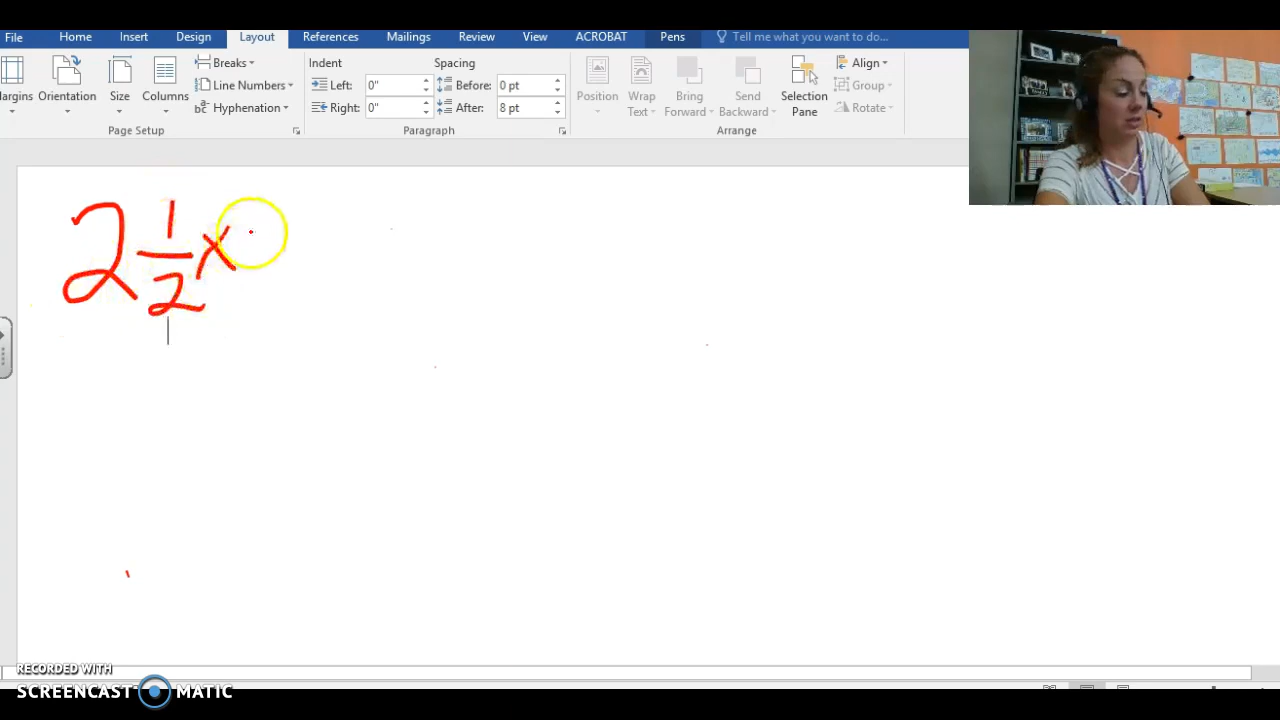 File Home Insert Design Layout References Mailings Review View ACROBAT Pens Tell me what you want to do...
Breaks Indent Spacing Align
Line Numbers Left: 0" Before: 0 pt Group
Hyphenation Right: 0" After: 8 pt Rotate
argins Orientation Size Columns Position Wrap Text Bring Forward Send Backward Selection Pane
Page Setup Paragraph Arrange
2 1/2 x
RECORDED WITH
SCREENCAST MATIC